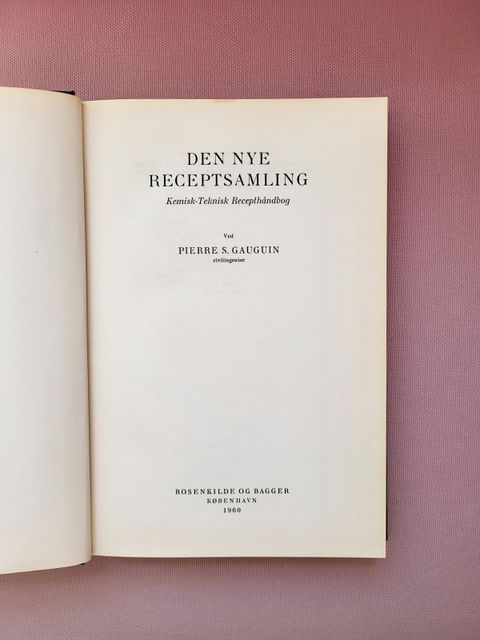 DEN NYE
RECEPTSAMLING
Kemisk-Teknisk Recepthåndbog
Ved
PIERRE S. GAUGUIN
civilingeniør
ROSENKILDE OG BAGGER
KØBENHAVN
1960